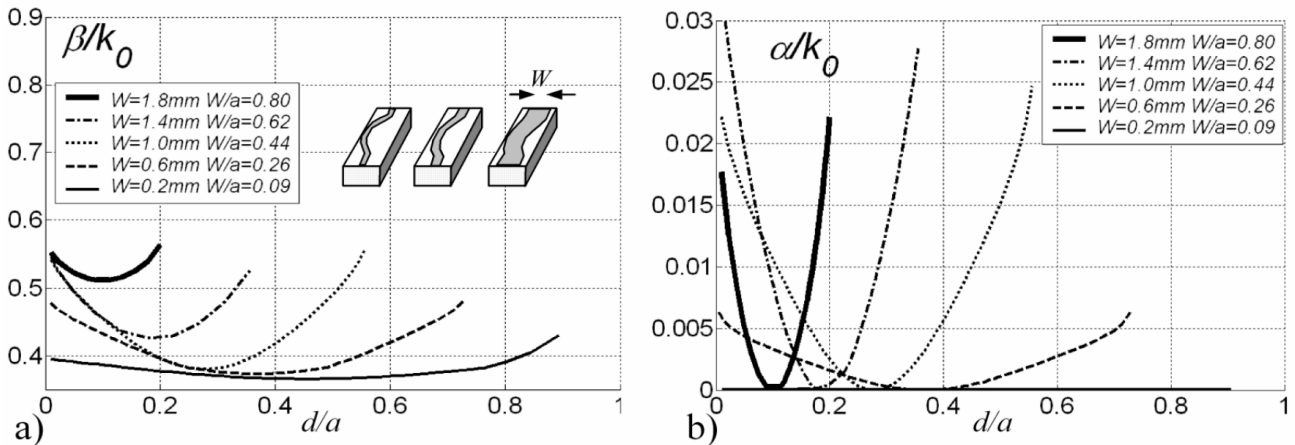 β/k₀
0.9
0.8
0.7
0.6
0.5
0.4
W=1.8mm W/a=0.80
W=1.4mm W/a=0.62
W=1.0mm W/a=0.44
W=0.6mm W/a=0.26
W=0.2mm W/a=0.09
W
0
0.2
0.4
0.6
0.8
1
d/a
a)
α/k₀
0.03
0.025
0.02
0.015
0.01
0.005
0
W=1.8mm W/a=0.80
W=1.4mm W/a=0.62
W=1.0mm W/a=0.44
W=0.6mm W/a=0.26
W=0.2mm W/a=0.09
0
0.2
0.4
0.6
0.8
1
d/a
b)